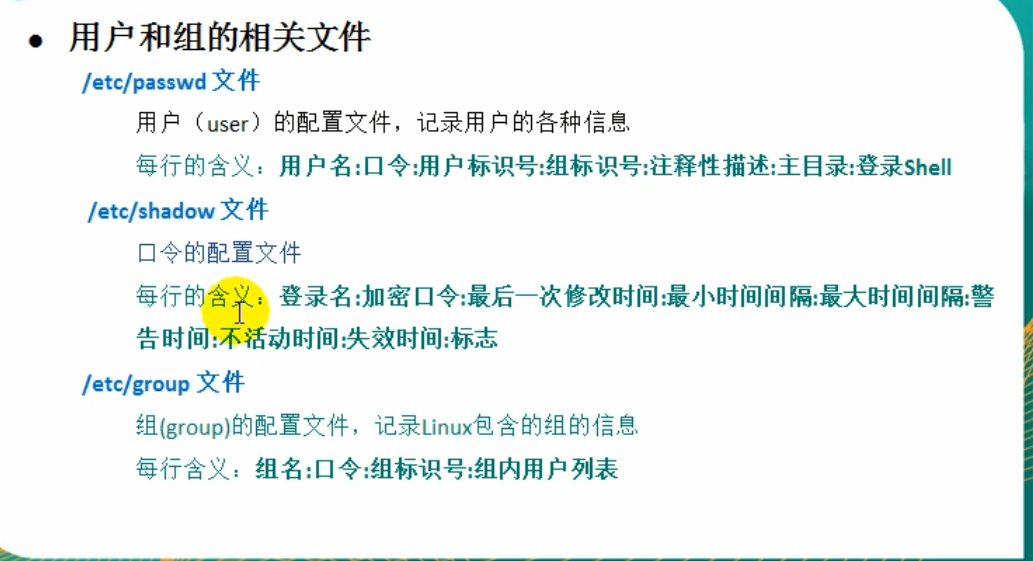 ● 用户和组的相关文件
/etc/passwd 文件
用户（user）的配置文件，记录用户的各种信息
每行的含义：用户名:口令:用户标识号:组标识号:注释性描述:主目录:登录Shell
/etc/shadow 文件
口令的配置文件
每行的含义：登录名:加密口令:最后一次修改时间:最小时间间隔:最大时间间隔:警
告时间:不活动时间:失效时间:标志
/etc/group 文件
组(group)的配置文件，记录Linux包含的组的信息
每行含义：组名:口令:组标识号:组内用户列表